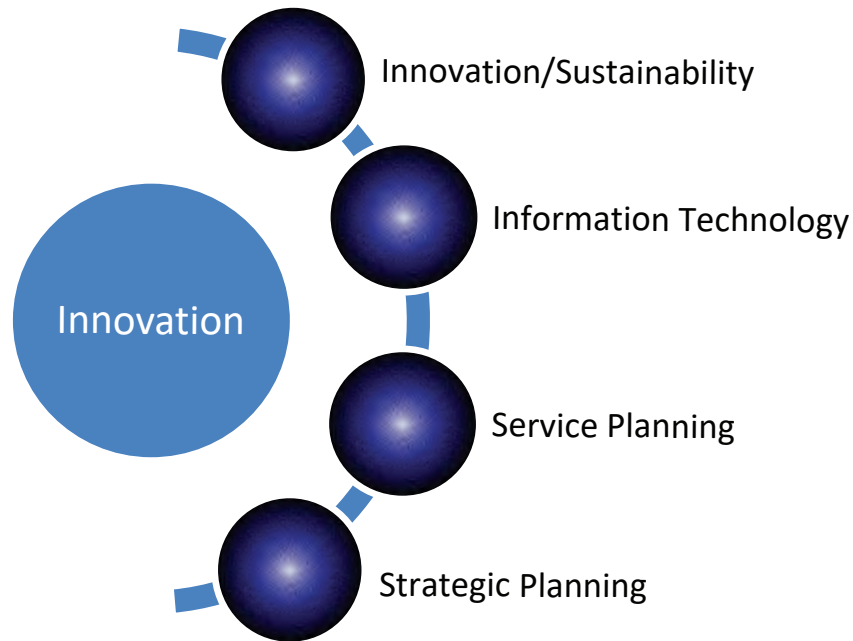 Innovation/Sustainability
Information Technology
Innovation
Service Planning
Strategic Planning